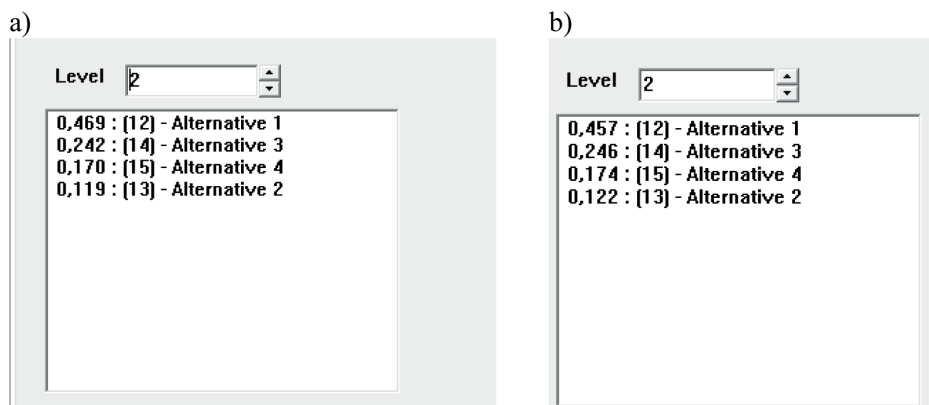 a)
Level 2
0,469 : (12) - Alternative 1
0,242 : (14) - Alternative 3
0,170 : (15) - Alternative 4
0,119 : (13) - Alternative 2
b)
Level 2
0,457 : (12) - Alternative 1
0,246 : (14) - Alternative 3
0,174 : (15) - Alternative 4
0,122 : (13) - Alternative 2